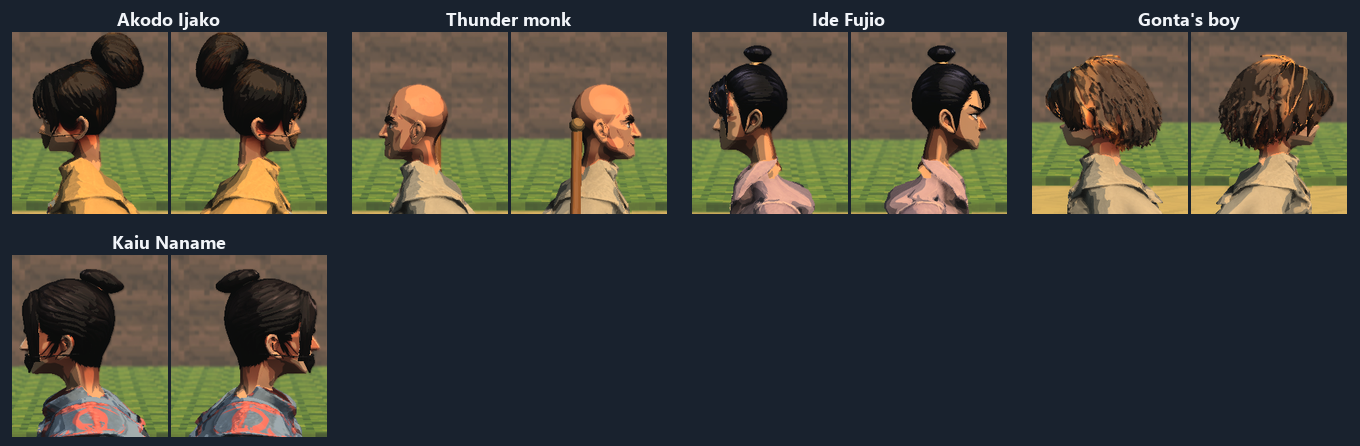 Akodo Ijako
Thunder monk
Ide Fujio
Gonta's boy
Kaiu Naname